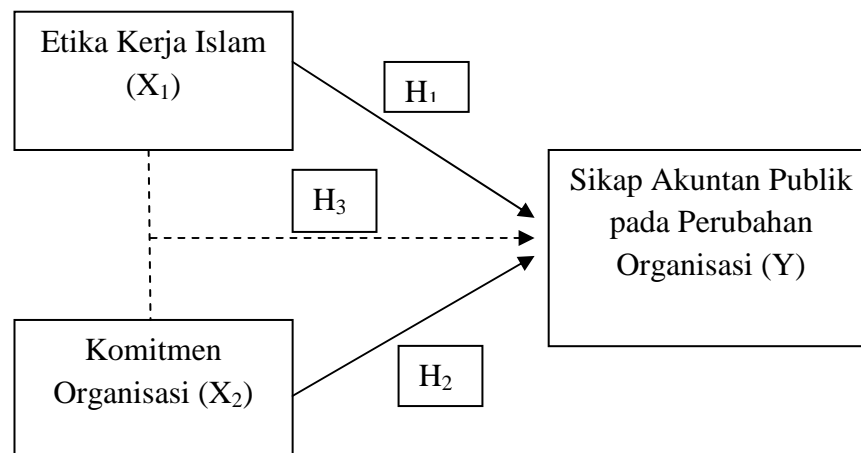 Etika Kerja Islam
(X₁)
H₁
Sikap Akuntan Publik
pada Perubahan
Organisasi (Y)
H₃
Komitmen
Organisasi (X₂)
H₂